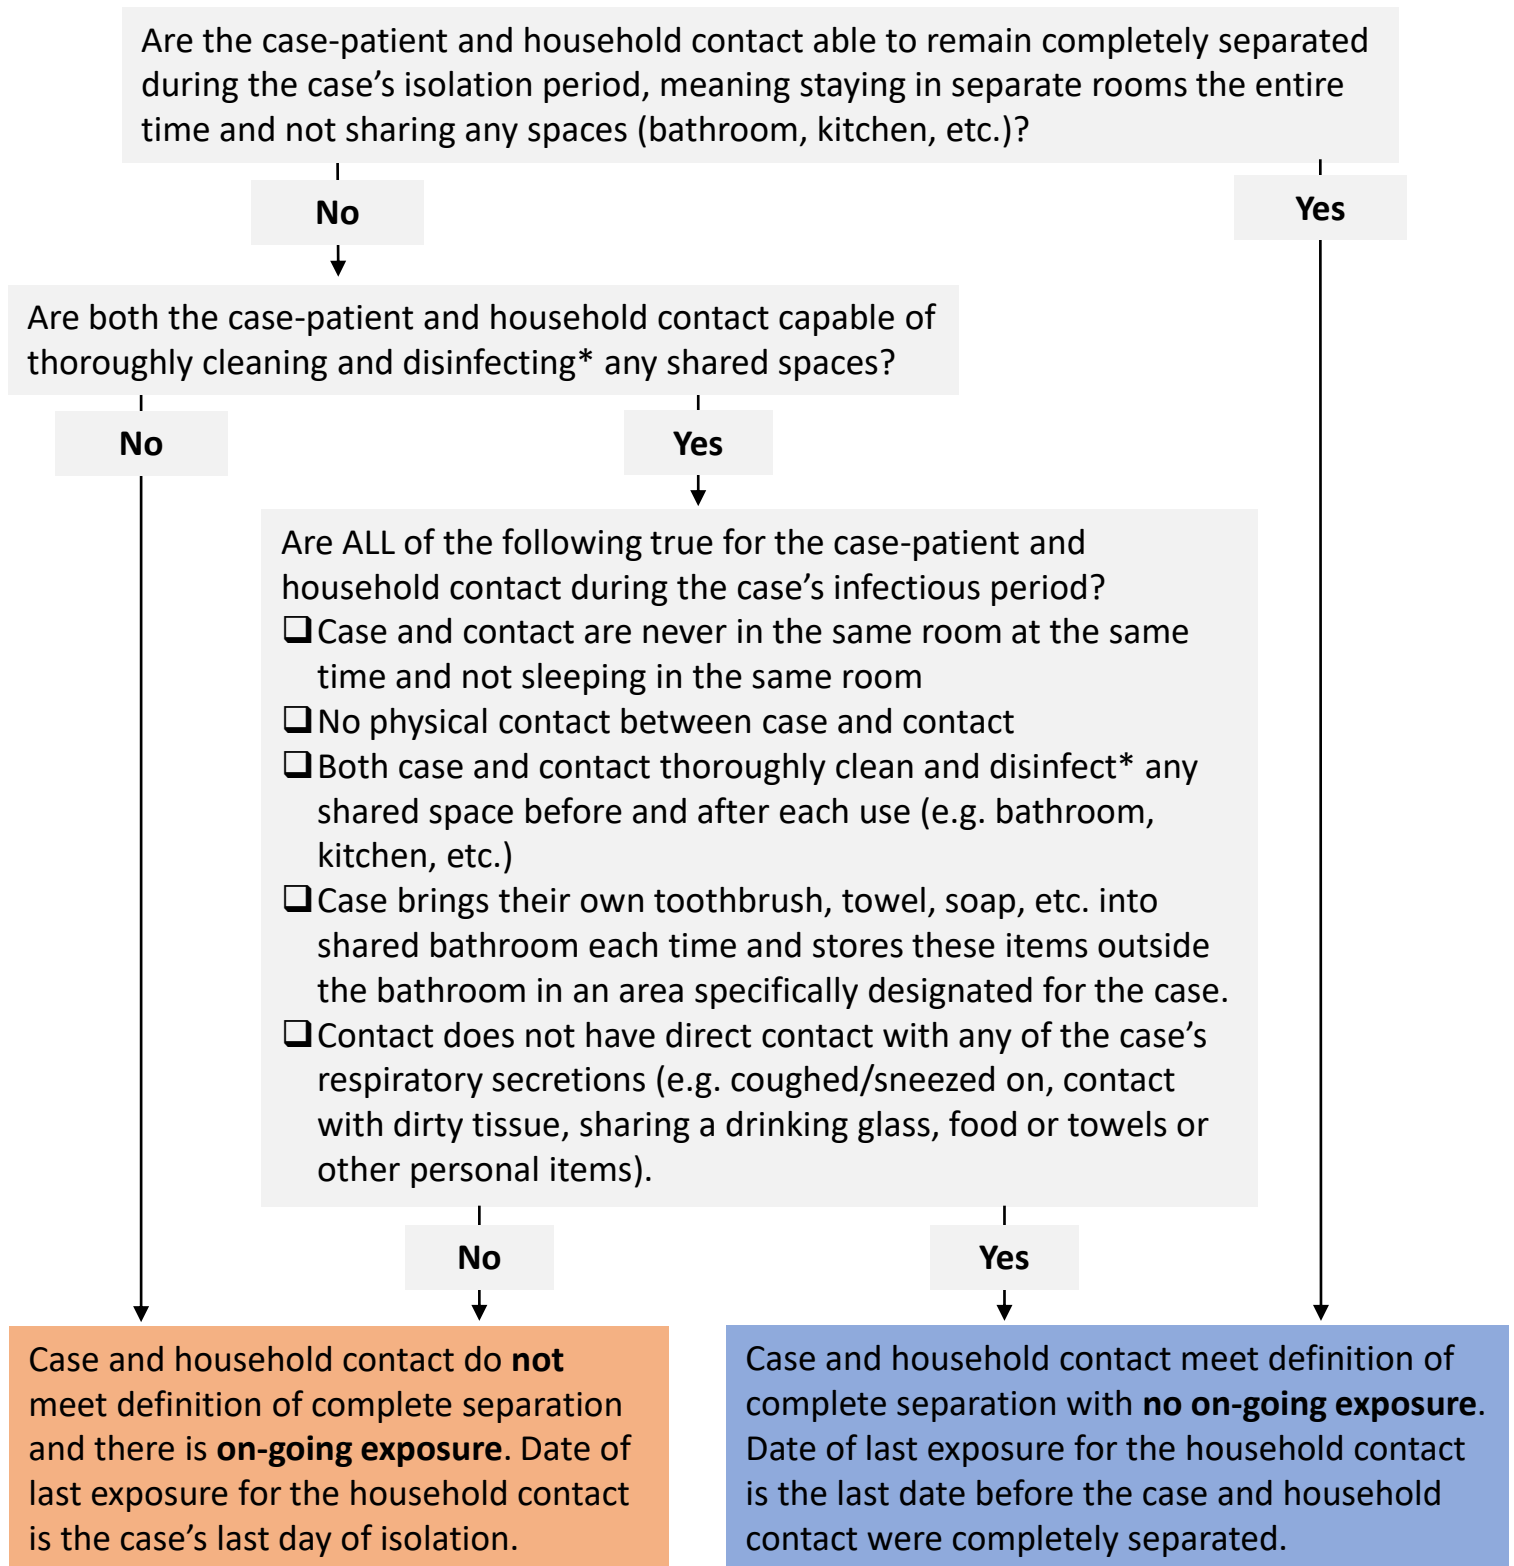 Are the case-patient and household contact able to remain completely separated
during the case’s isolation period, meaning staying in separate rooms the entire
time and not sharing any spaces (bathroom, kitchen, etc.)?
No
Yes
Are both the case-patient and household contact capable of
thoroughly cleaning and disinfecting* any shared spaces?
No
Yes
Are ALL of the following true for the case-patient and
household contact during the case’s infectious period?
❑Case and contact are never in the same room at the same
time and not sleeping in the same room
❑No physical contact between case and contact
❑Both case and contact thoroughly clean and disinfect* any
shared space before and after each use (e.g. bathroom,
kitchen, etc.)
❑Case brings their own toothbrush, towel, soap, etc. into
shared bathroom each time and stores these items outside
the bathroom in an area specifically designated for the case.
❑Contact does not have direct contact with any of the case’s
respiratory secretions (e.g. coughed/sneezed on, contact
with dirty tissue, sharing a drinking glass, food or towels or
other personal items).
No
Yes
Case and household contact do not
meet definition of complete separation
and there is on-going exposure. Date of
last exposure for the household contact
is the case’s last day of isolation.
Case and household contact meet definition of
complete separation with no on-going exposure.
Date of last exposure for the household contact
is the last date before the case and household
contact were completely separated.